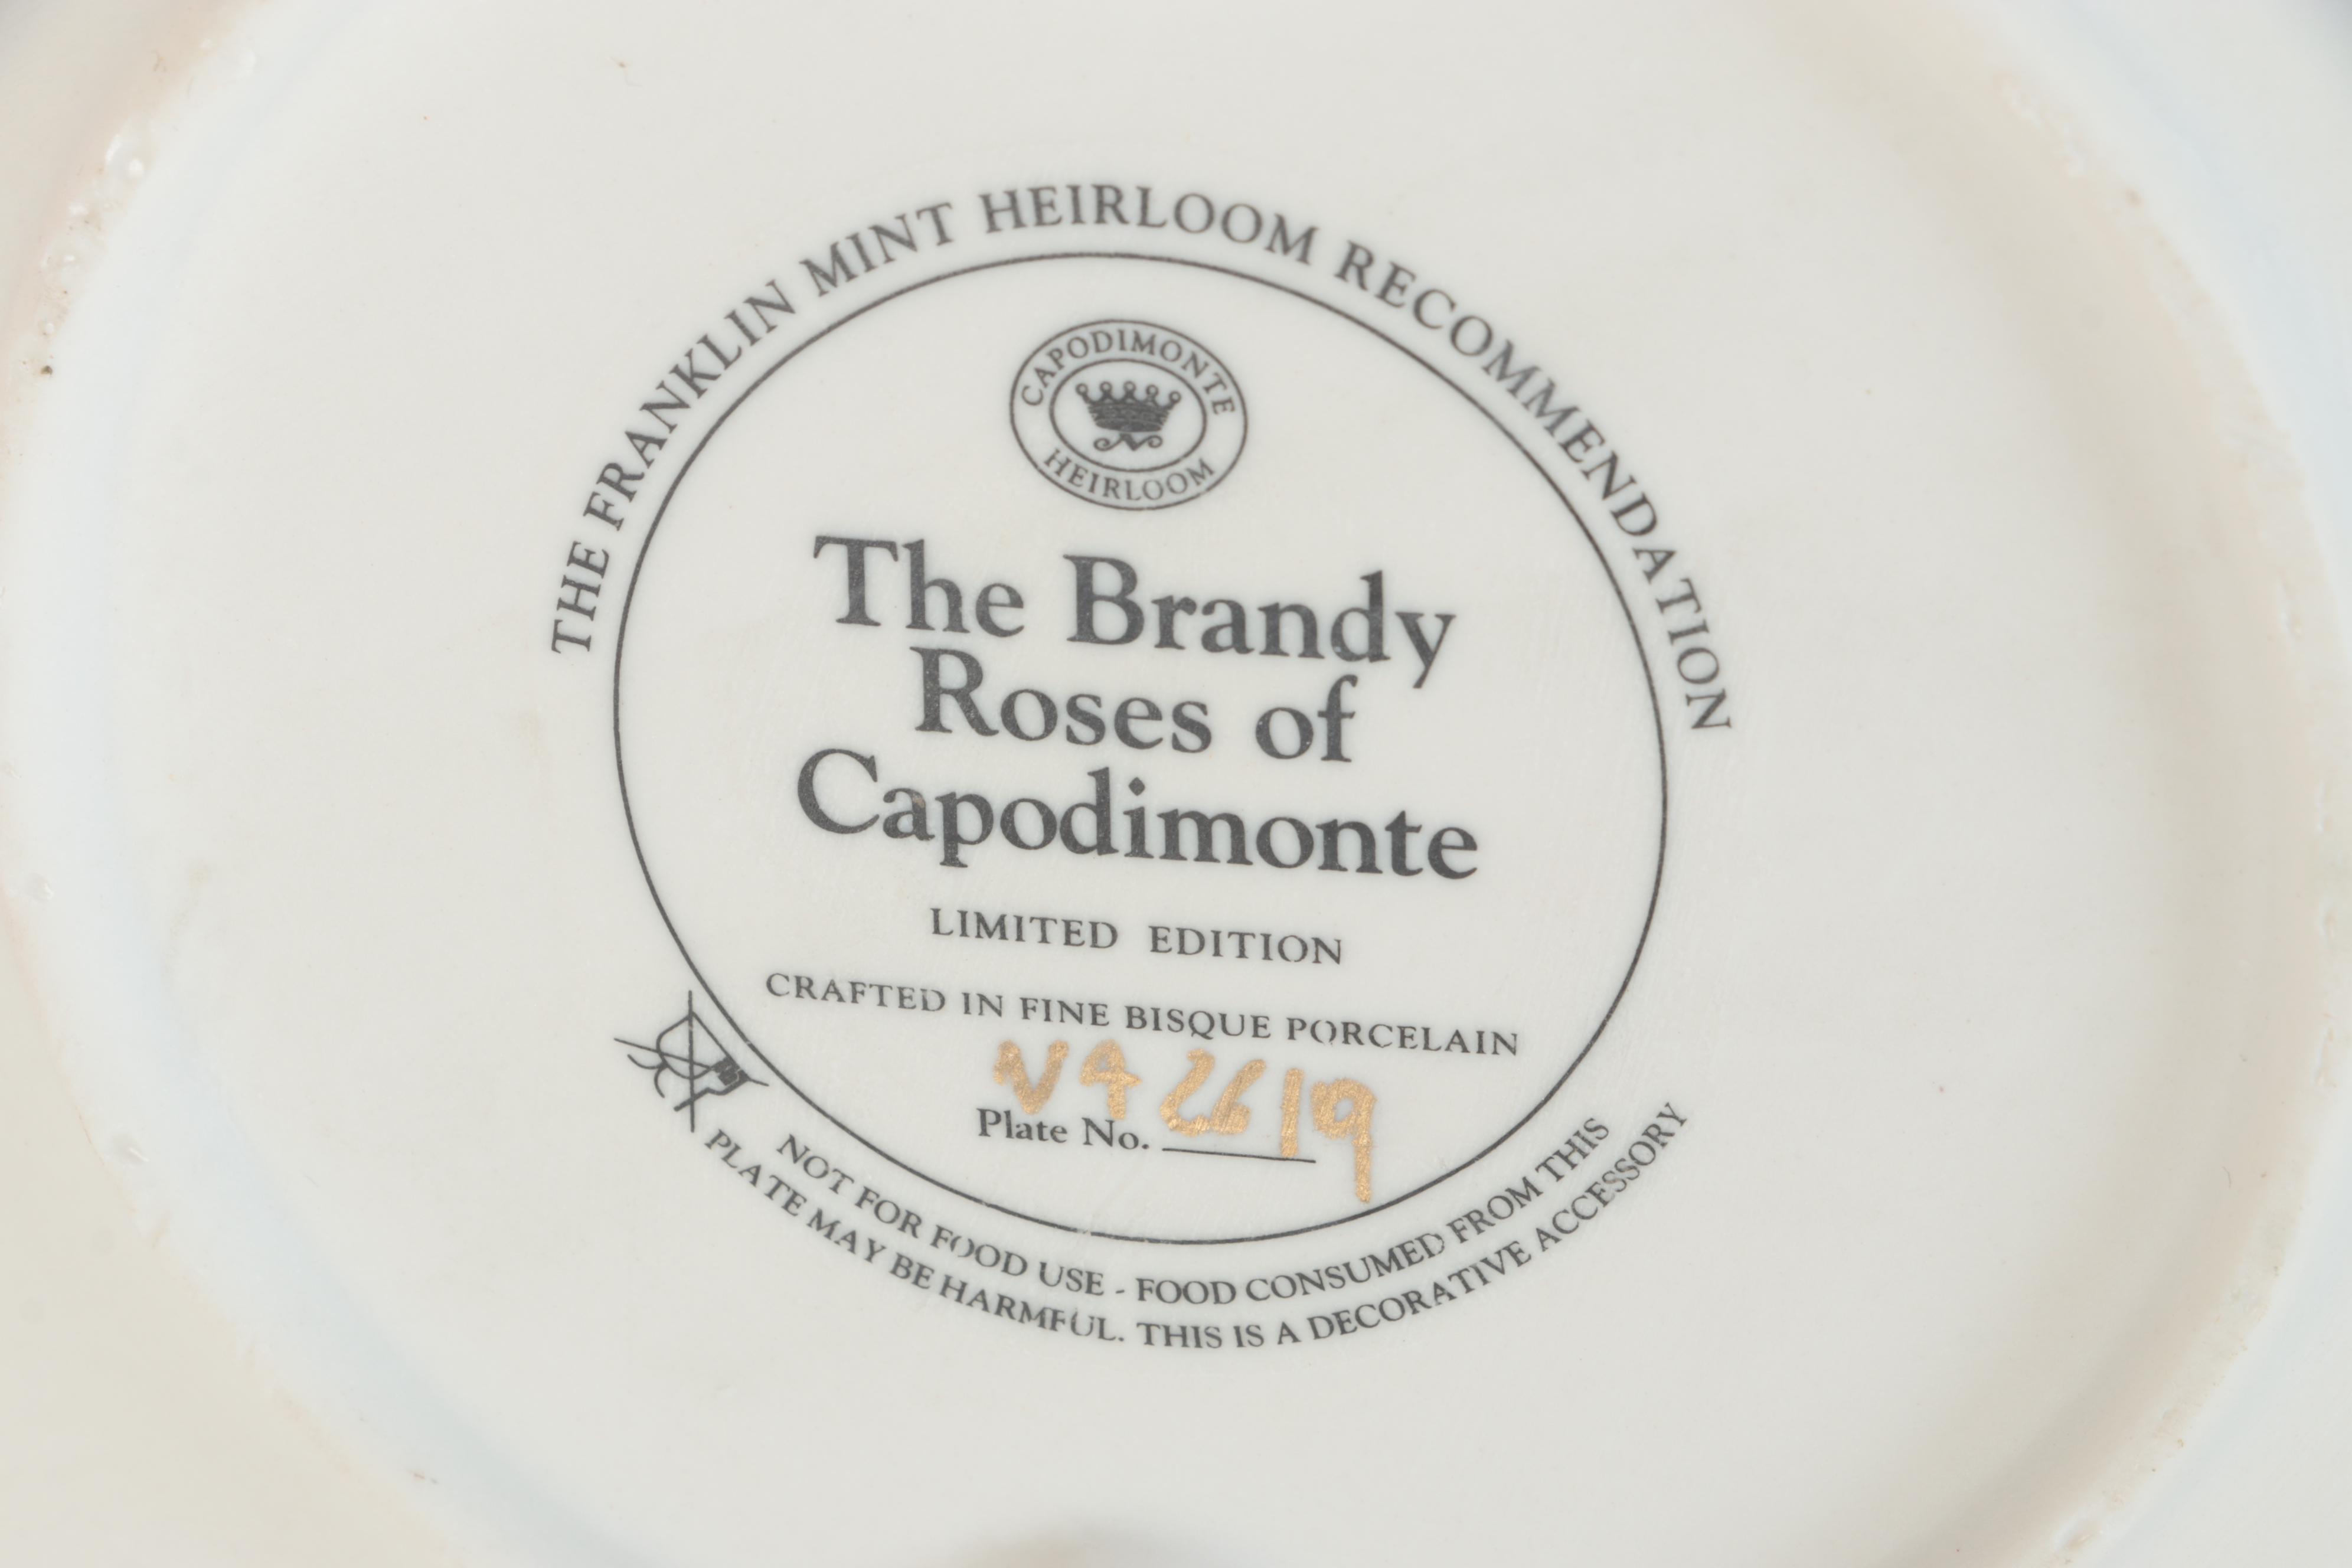 THE FRANKLIN MINT HEIRLOOM RECOMMENDATION
CAPODIMONTE
N
HEIRLOOM
The Brandy
Roses of
Capodimonte
LIMITED EDITION
CRAFTED IN FINE BISQUE PORCELAIN
Plate No. VA2619
NOT FOR FOOD USE - FOOD CONSUMED FROM THIS
PLATE MAY BE HARMFUL. THIS IS A DECORATIVE ACCESSORY